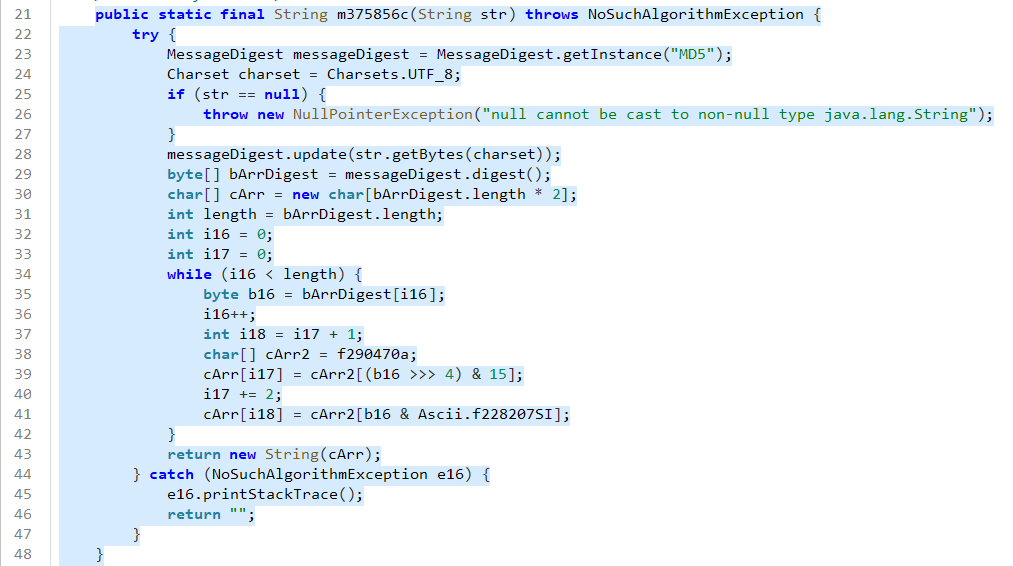 21 public static final String m375856c(String str) throws NoSuchAlgorithmException {
22 try {
23 MessageDigest messageDigest = MessageDigest.getInstance("MD5");
24 Charset charset = Charsets.UTF_8;
25 if (str == null) {
26 throw new NullPointerException("null cannot be cast to non-null type java.lang.String");
27 }
28 messageDigest.update(str.getBytes(charset));
29 byte[] bArrDigest = messageDigest.digest();
30 char[] cArr = new char[bArrDigest.length * 2];
31 int length = bArrDigest.length;
32 int i16 = 0;
33 int i17 = 0;
34 while (i16 < length) {
35 byte b16 = bArrDigest[i16];
36 i16++;
37 int i18 = i17 + 1;
38 char[] cArr2 = f290470a;
39 cArr[i17] = cArr2[(b16 >>> 4) & 15];
40 i17 += 2;
41 cArr[i18] = cArr2[b16 & Ascii.f228207SI];
42 }
43 return new String(cArr);
44 } catch (NoSuchAlgorithmException e16) {
45 e16.printStackTrace();
46 return "";
47 }
48 }